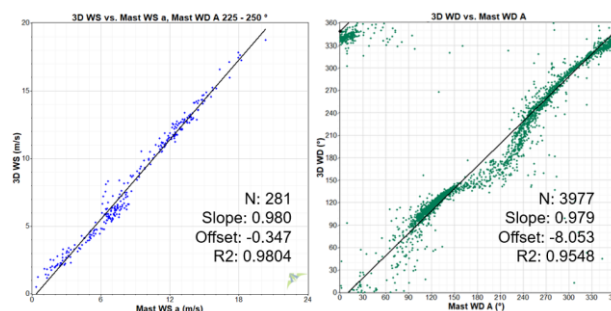 3D WS vs. Mast WS a, Mast WD A 225 - 250 °
20
15
10
5
0
3D WS (m/s)
N: 281
Slope: 0.980
Offset: -0.347
R2: 0.9804
0 6 12 18 24
Mast WS a (m/s)
3D WD vs. Mast WD A
360
330
300
270
240
210
180
150
120
90
60
30
0
3D WD (°)
N: 3977
Slope: 0.979
Offset: -8.053
R2: 0.9548
0 30 60 90 120 150 180 210 240 270 300 330
Mast WD A (°)